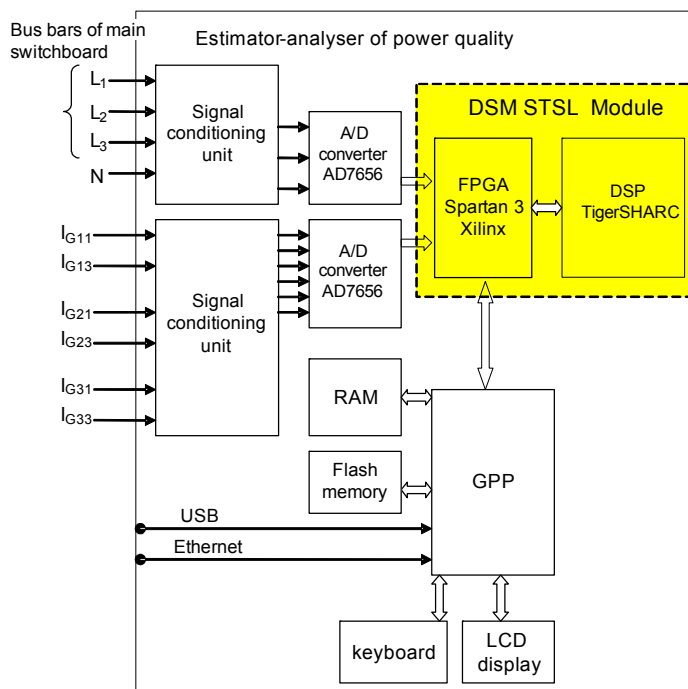 Bus bars of main
switchboard
Estimator-analyser of power quality
L1
L2
L3
N
Signal
conditioning
unit
A/D
converter
AD7656
DSM STSL Module
FPGA
Spartan 3
Xilinx
DSP
TigerSHARC
IG11
IG13
IG21
IG23
IG31
IG33
Signal
conditioning
unit
A/D
converter
AD7656
RAM
Flash
memory
GPP
USB
Ethernet
keyboard
LCD
display